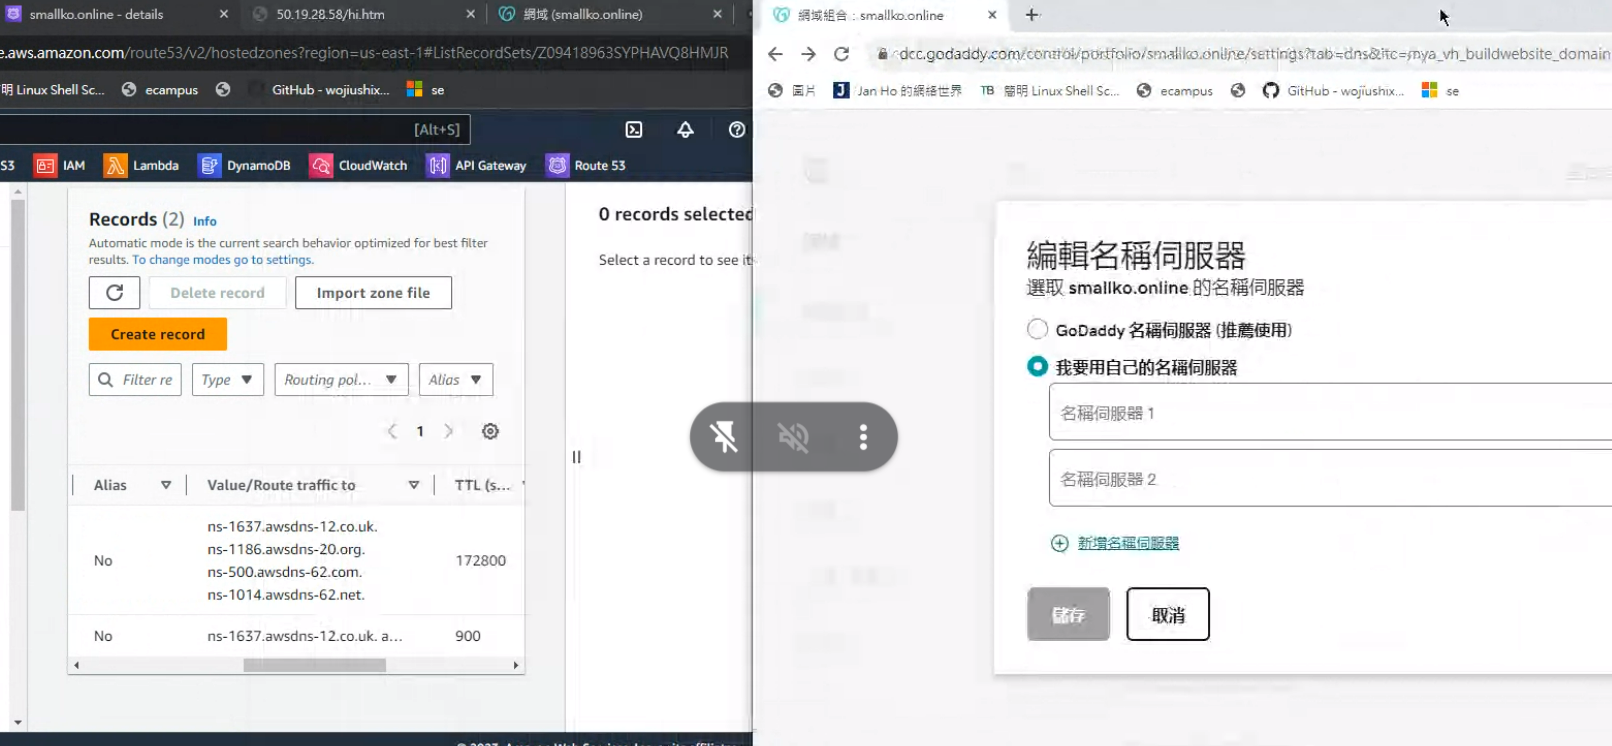 smallko.online - details
50.19.28.58/hi.htm
網域 (smallko.online)
e.aws.amazon.com/route53/v2/hostedzones?region=us-east-1#ListRecordSets/Z09418963SYPHAVQ8HMJR
明 Linux Shell Sc...
ecampus
GitHub - wojiushix...
se
[Alt+S]
S3
IAM
Lambda
DynamoDB
CloudWatch
API Gateway
Route 53
Records (2) Info
Automatic mode is the current search behavior optimized for best filter
results. To change modes go to settings.
Delete record
Import zone file
Create record
Filter re
Type
Routing pol...
Alias
1
Alias
Value/Route traffic to
TTL (s...
No
ns-1637.awsdns-12.co.uk.
ns-1186.awsdns-20.org.
ns-500.awsdns-62.com.
ns-1014.awsdns-62.net.
172800
No
ns-1637.awsdns-12.co.uk. a...
900
0 records selected
Select a record to see it
網域組合：smallko.online
dcc.godaddy.com/control/portfolio/smallko.online/settings?tab=dns&itc=mya_vh_buildwebsite_domain
圖片
J
Jan Ho 的網絡世界
TB
簡明 Linux Shell Sc...
ecampus
GitHub - wojiushix...
se
編輯名稱伺服器
選取 smallko.online 的名稱伺服器
GoDaddy 名稱伺服器 (推薦使用)
我要用自己的名稱伺服器
名稱伺服器 1
名稱伺服器 2
新增名稱伺服器
儲存
取消